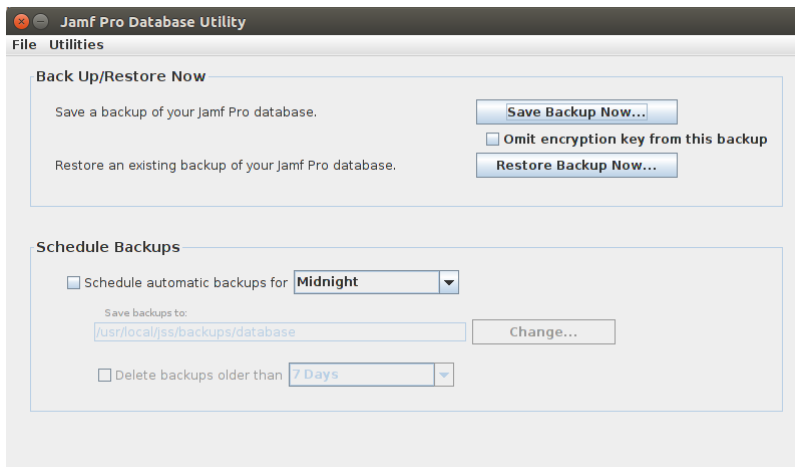 Jamf Pro Database Utility
File Utilities
Back Up/Restore Now
Save a backup of your Jamf Pro database.
Save Backup Now...
Omit encryption key from this backup
Restore an existing backup of your Jamf Pro database.
Restore Backup Now...
Schedule Backups
Schedule automatic backups for Midnight
Save backups to:
/usr/local/jss/backups/database
Change...
Delete backups older than 7 Days